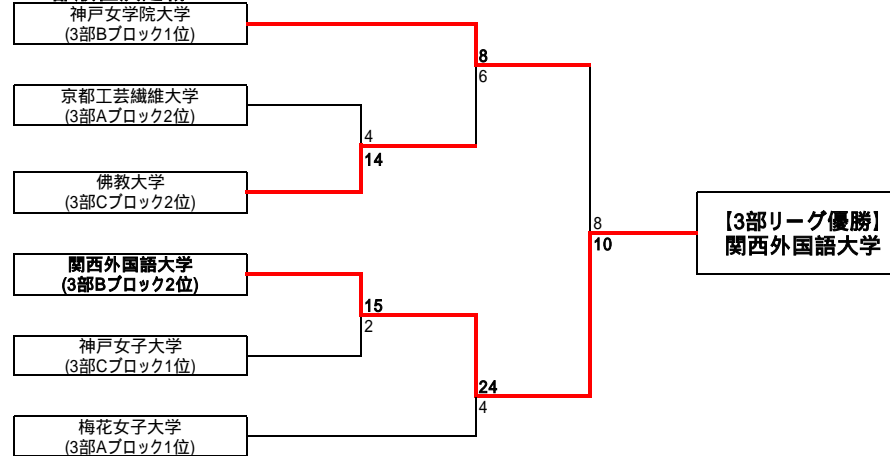 神戸女学院大学
(3部Bブロック1位)
8
6
京都工芸繊維大学
(3部Aブロック2位)
4
14
佛教大学
(3部Cブロック2位)
8
10
【3部リーグ優勝】
関西外国語大学
関西外国語大学
(3部Bブロック2位)
15
2
神戸女子大学
(3部Cブロック1位)
24
4
梅花女子大学
(3部Aブロック1位)